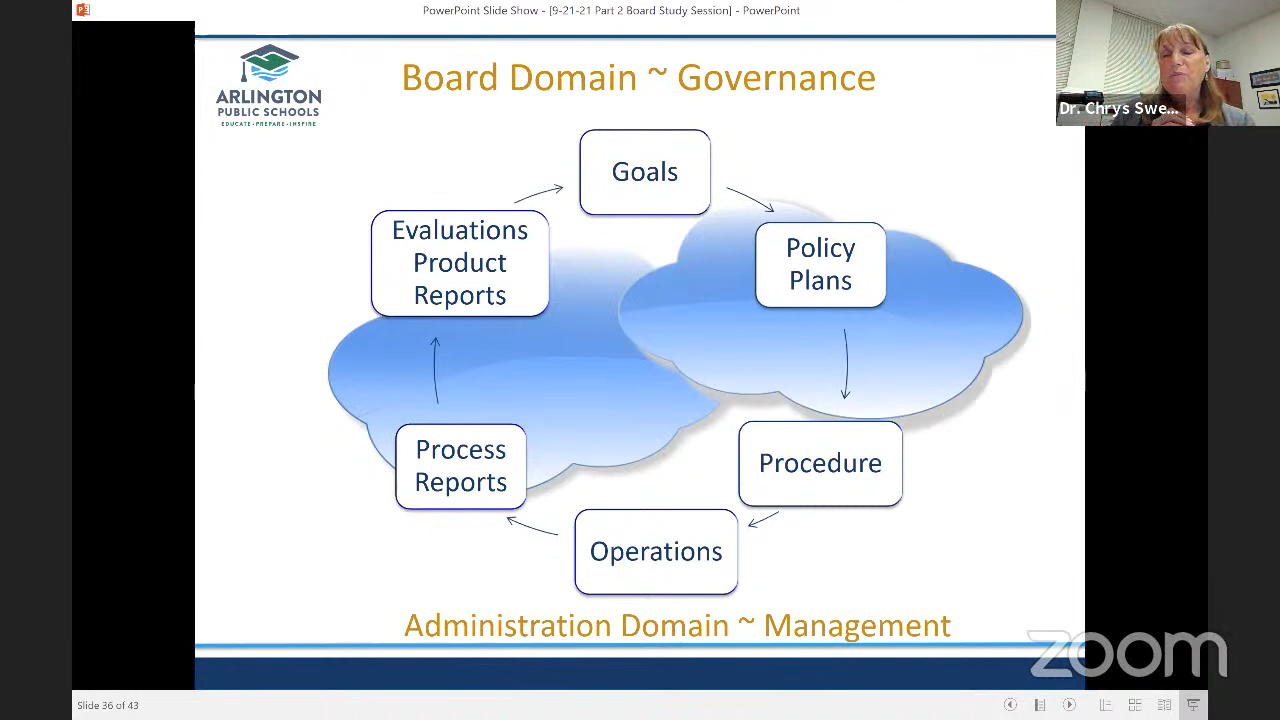 PowerPoint Slide Show - [9-21-21 Part 2 Board Study Session] - PowerPoint
ARLINGTON
PUBLIC SCHOOLS
EDUCATE · PREPARE · INSPIRE
Board Domain ~ Governance
Dr. Chrys Swe...
Goals
Evaluations
Product
Reports
Policy
Plans
Process
Reports
Procedure
Operations
Administration Domain ~ Management
zoom
Slide 36 of 43